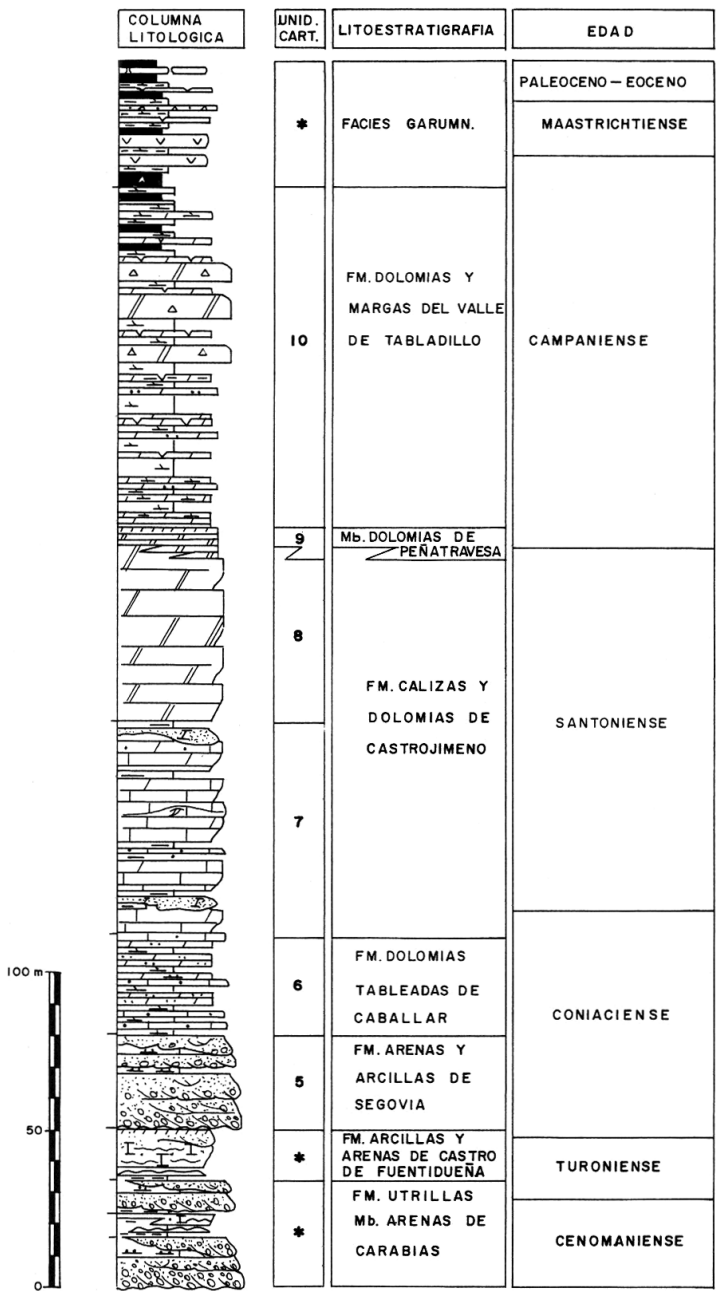 COLUMNA
LITOLOGICA
UNID.
CART.
LITOESTRATIGRAFIA
EDAD
PALEOCENO-EOCENO
*
FACIES GARUMN.
MAASTRICHTIENSE
FM. DOLOMIAS Y
MARGAS DEL VALLE
DE TABLADILLO
10
CAMPANIENSE
9
Mb. DOLOMIAS DE
PEÑATRAVESA
8
FM. CALIZAS Y
DOLOMIAS DE
CASTROJIMENO
SANTONIENSE
7
100 m
6
FM. DOLOMIAS
TABLEADAS DE
CABALLAR
CONIACIENSE
5
FM. ARENAS Y
ARCILLAS DE
SEGOVIA
50
*
FM. ARCILLAS Y
ARENAS DE CASTRO
DE FUENTIDUEÑA
TURONIENSE
*
FM. UTRILLAS
Mb. ARENAS DE
CARABIAS
CENOMANIENSE
0